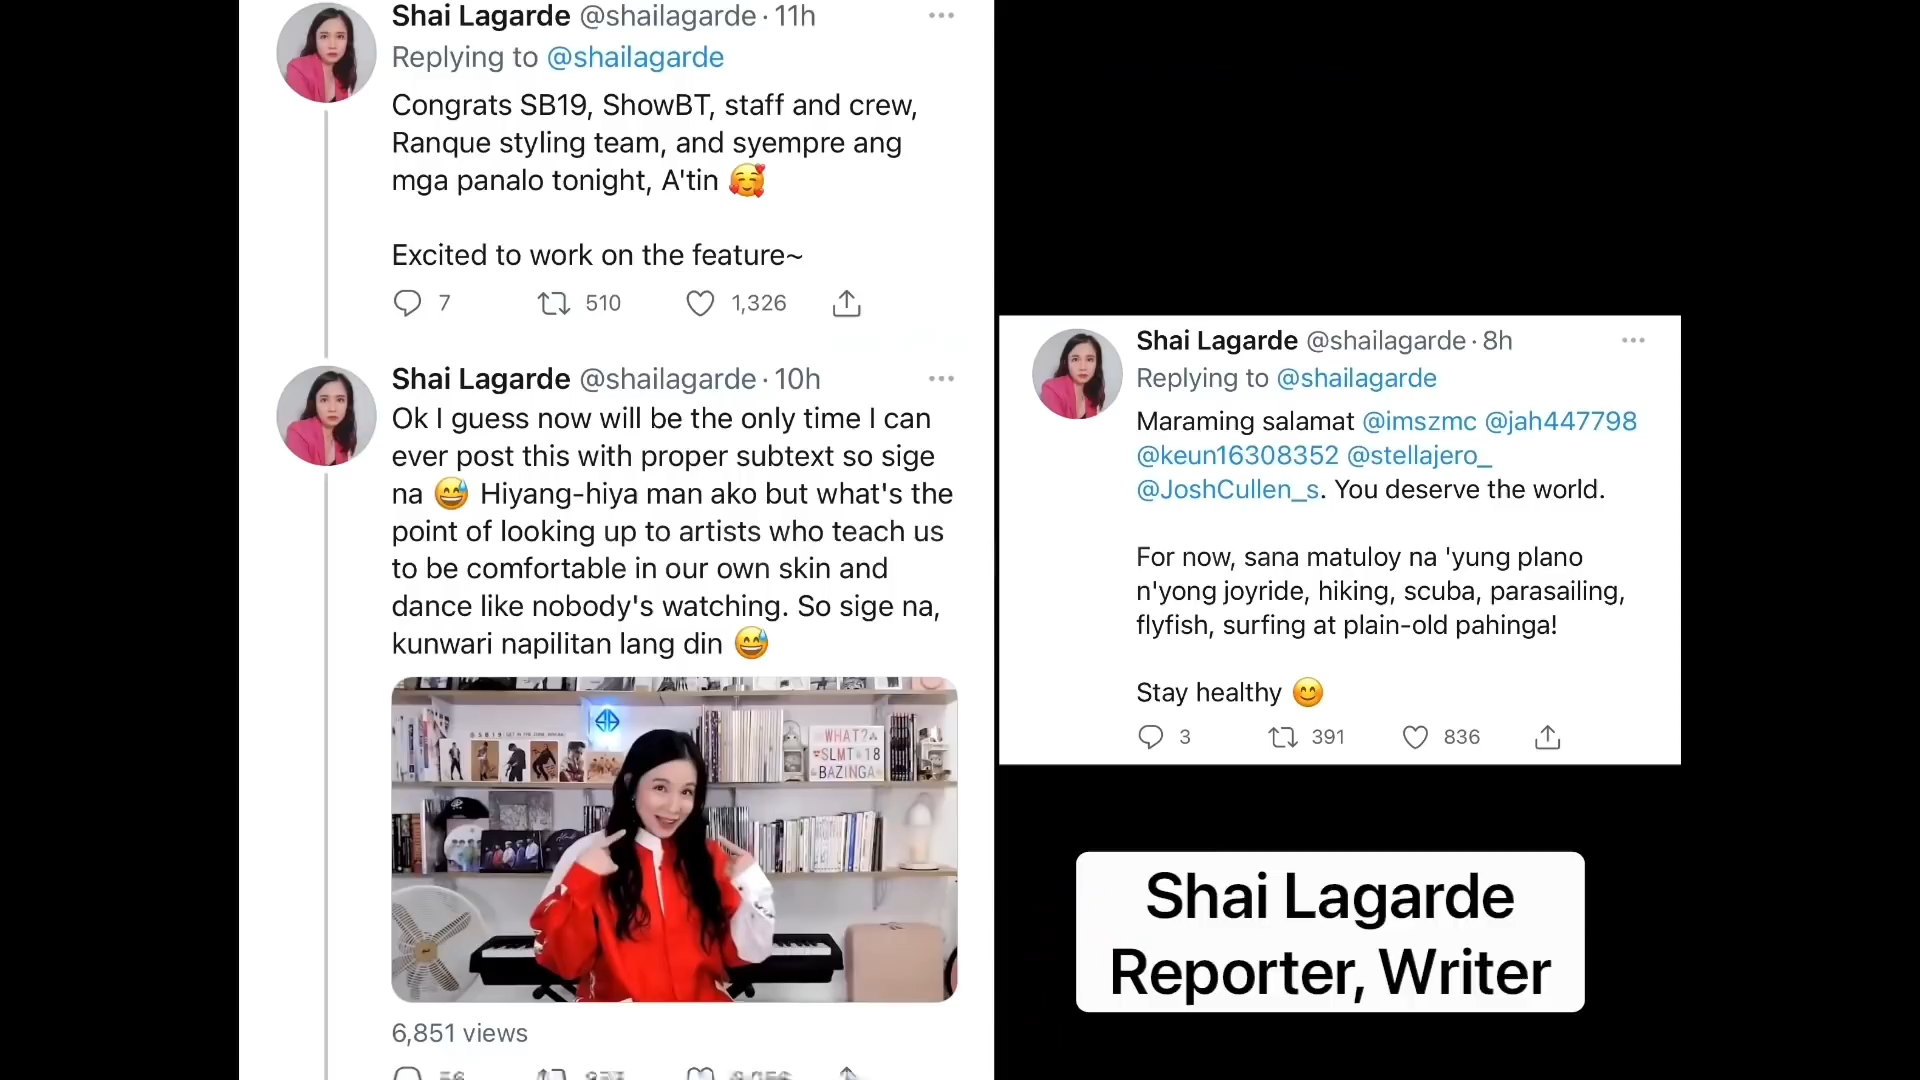 Shai Lagarde @shailagarde · 11h
Replying to @shailagarde
Congrats SB19, ShowBT, staff and crew,
Ranque styling team, and syempre ang
mga panalo tonight, A'tin 🥰
Excited to work on the feature~
7 510 1,326
Shai Lagarde @shailagarde · 10h
Ok I guess now will be the only time I can
ever post this with proper subtext so sige
na 😅 Hiyang-hiya man ako but what's the
point of looking up to artists who teach us
to be comfortable in our own skin and
dance like nobody's watching. So sige na,
kunwari napilitan lang din 😅
WHAT?
SLMT 18
BAZINGA
6,851 views
Shai Lagarde @shailagarde · 8h
Replying to @shailagarde
Maraming salamat @imszmc @jah447798
@keun16308352 @stellajero_
@JoshCullen_s. You deserve the world.
For now, sana matuloy na 'yung plano
n'yong joyride, hiking, scuba, parasailing,
flyfish, surfing at plain-old pahinga!
Stay healthy 😊
3 391 836
Shai Lagarde
Reporter, Writer